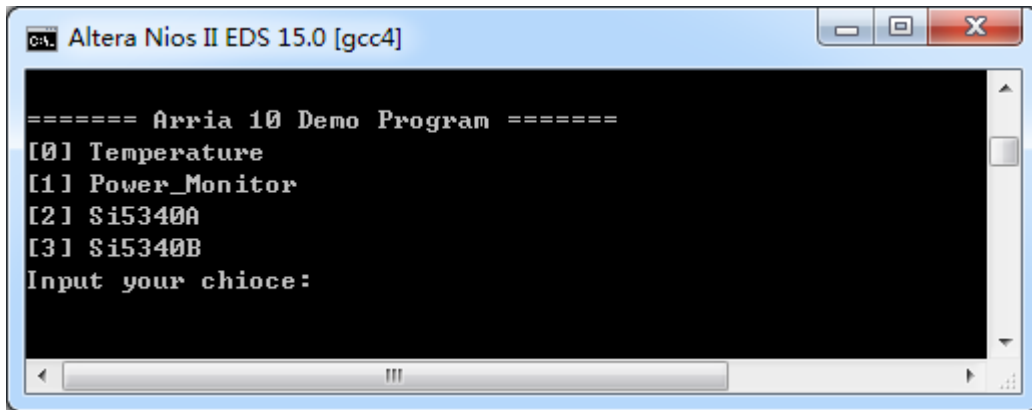 Altera Nios II EDS 15.0 [gcc4]
======= Arria 10 Demo Program =======
[0] Temperature
[1] Power_Monitor
[2] Si5340A
[3] Si5340B
Input your chioce: